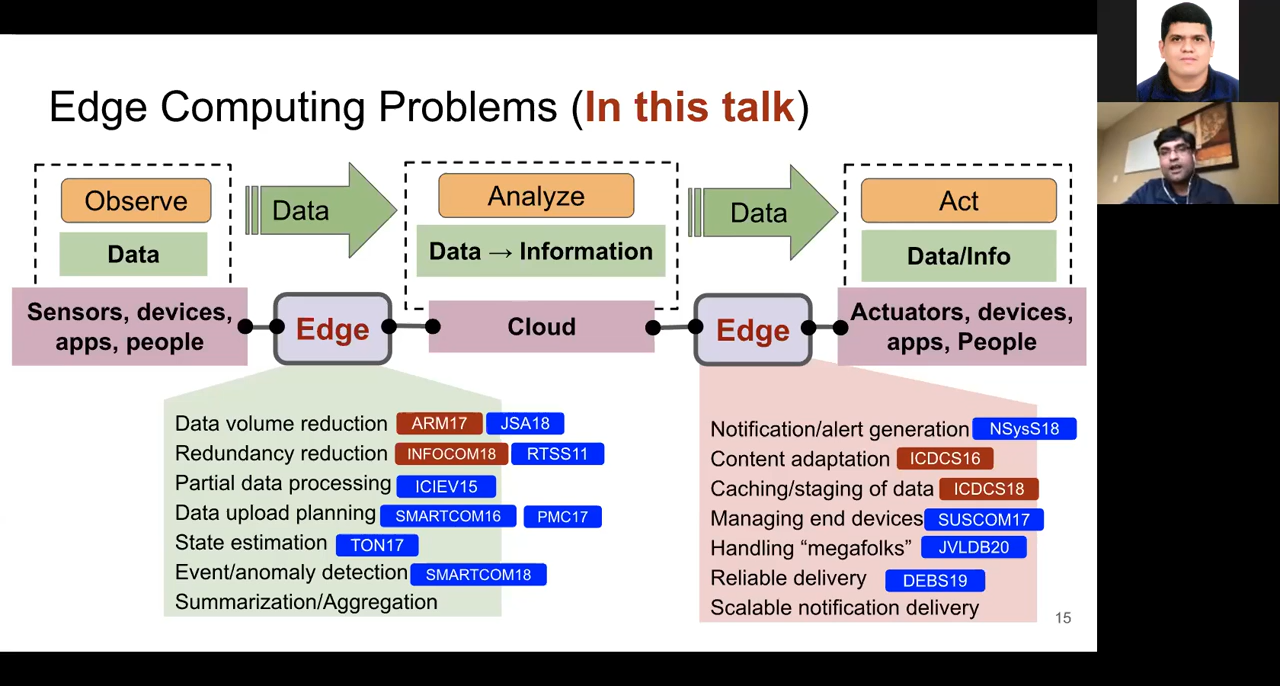 Edge Computing Problems (In this talk)
Observe
Data
Data
Analyze
Data → Information
Data
Act
Data/Info
Sensors, devices,
apps, people
Edge
Cloud
Edge
Actuators, devices,
apps, People
Data volume reduction ARM17 JSA18
Redundancy reduction INFOCOM18 RTSS11
Partial data processing ICIEV15
Data upload planning SMARTCOM16 PMC17
State estimation TON17
Event/anomaly detection SMARTCOM18
Summarization/Aggregation
Notification/alert generation NSysS18
Content adaptation ICDCS16
Caching/staging of data ICDCS18
Managing end devices SUSCOM17
Handling “megafolks” JVLDB20
Reliable delivery DEBS19
Scalable notification delivery
15